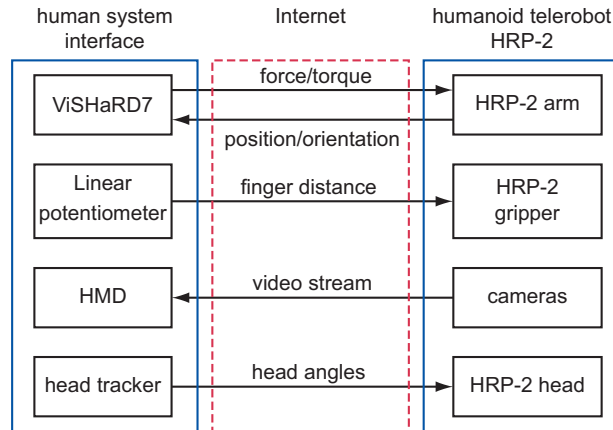 human system
interface
Internet
humanoid telerobot
HRP-2
ViSHaRD7
force/torque
HRP-2 arm
position/orientation
Linear
potentiometer
finger distance
HRP-2
gripper
HMD
video stream
cameras
head tracker
head angles
HRP-2 head